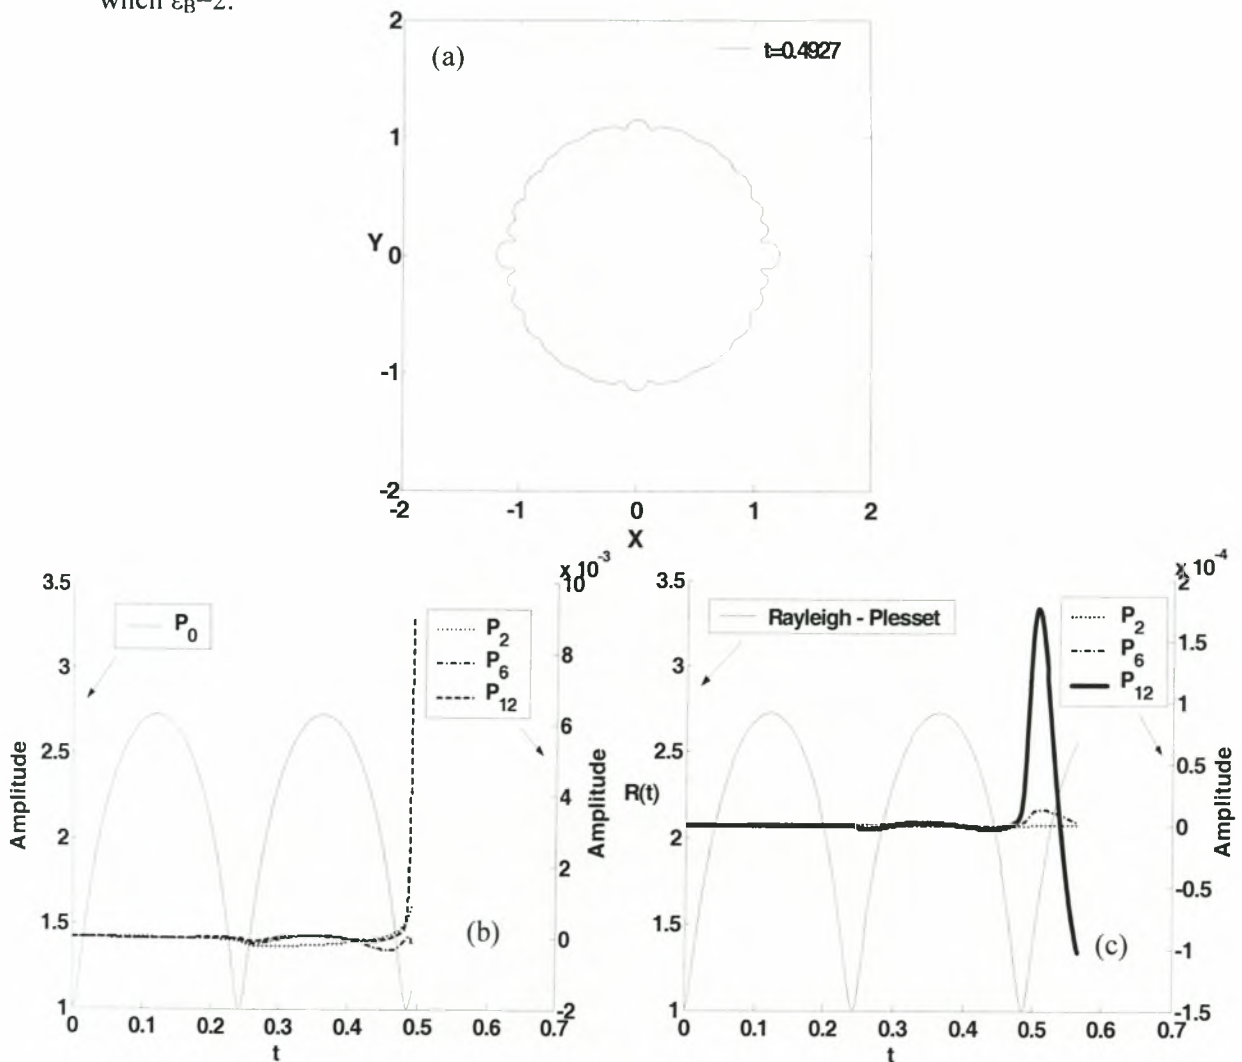 when εB=2.
2
(a)
t=0.4927
1
Y 0
-1
-2
-2 -1 0 1 2
X
3.5
x 10-3
10
P0
P2
P6
P12
3
8
6
2.5
4
2
2
1.5
0
1
-2
Amplitude
Amplitude
(b)
0 0.1 0.2 0.3 0.4 0.5 0.6 0.7
t
3.5
x 10-4
2
Rayleigh - Plesset
P2
P6
P12
3
1.5
1
2.5
0.5
R(t)
2
0
-0.5
1.5
-1
1
-1.5
Amplitude
(c)
0 0.1 0.2 0.3 0.4 0.5 0.6 0.7
t